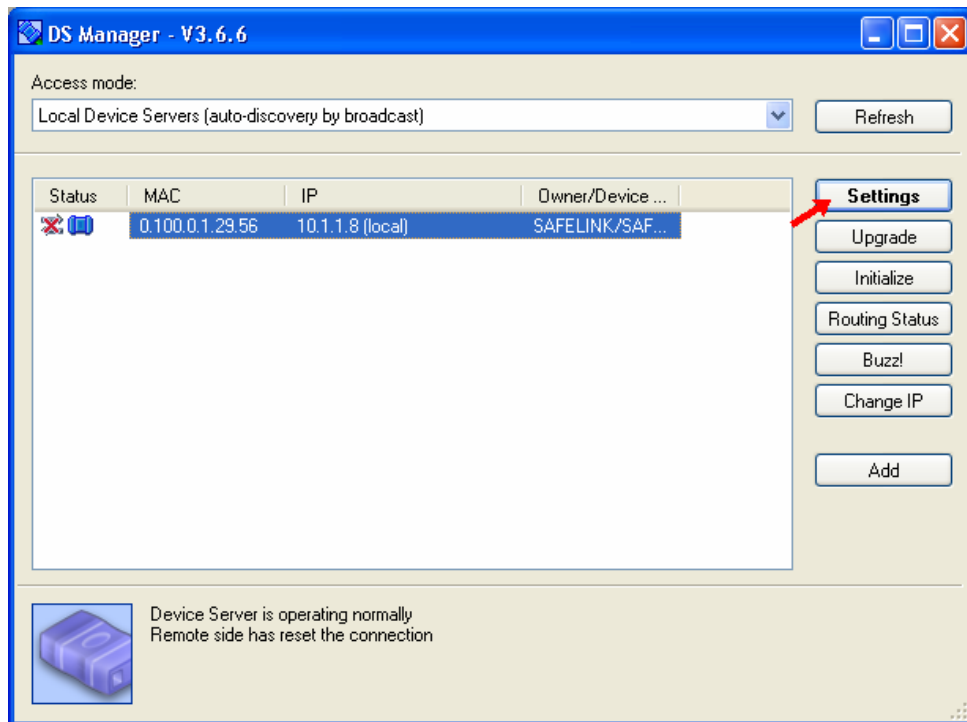 DS Manager - V3.6.6
Access mode:
Local Device Servers (auto-discovery by broadcast)
Refresh
Status MAC IP Owner/Device ...
0.100.0.1.29.56 10.1.1.8 (local) SAFELINK/SAF...
Settings
Upgrade
Initialize
Routing Status
Buzz!
Change IP
Add
Device Server is operating normally
Remote side has reset the connection